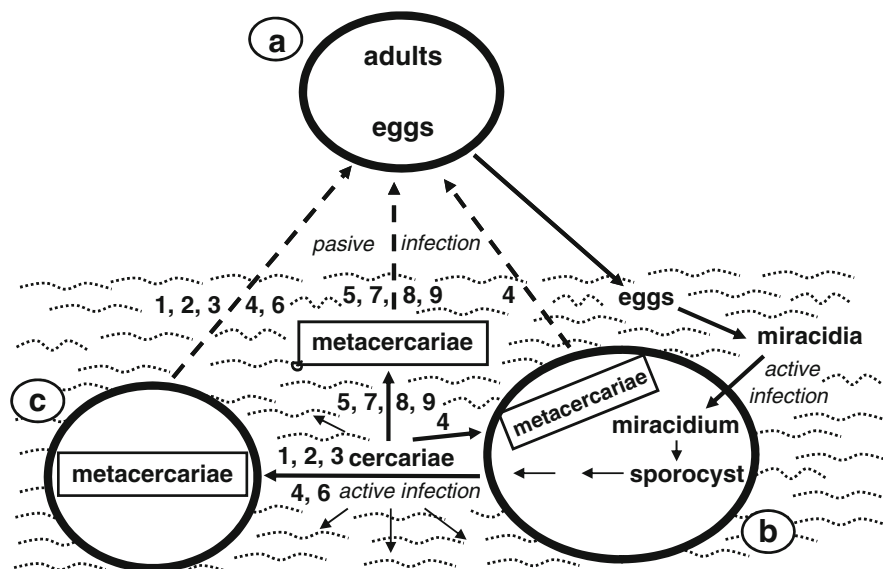 a
adults
eggs
pasive infection
1, 2, 3 4, 6
5, 7, 8, 9
4
eggs
miracidia
active
infection
metacercariae
c
metacercariae
5, 7, 8, 9
4
metacercariae
miracidium
sporocyst
1, 2, 3 cercariae
4, 6 active infection
b